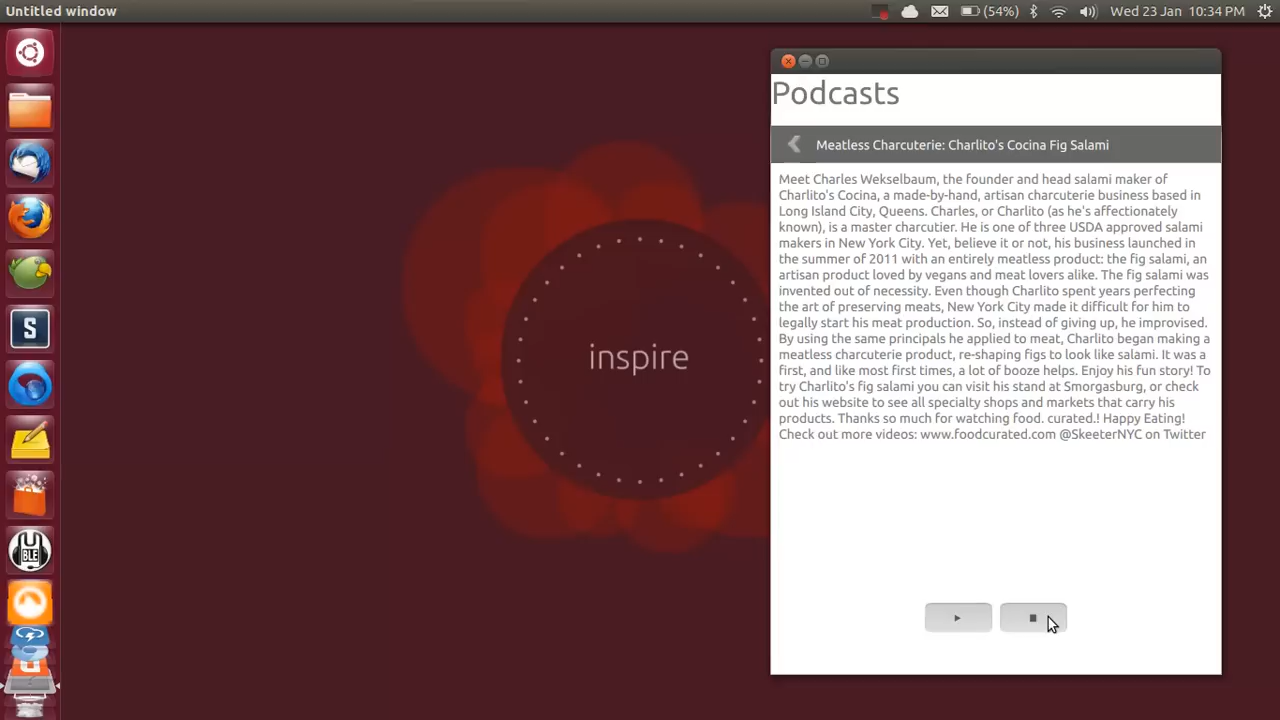 Untitled window
(54%)
Wed 23 Jan 10:34 PM
Podcasts
Meatless Charcuterie: Charlito's Cocina Fig Salami
Meet Charles Wekselbaum, the founder and head salami maker of
Charlito's Cocina, a made-by-hand, artisan charcuterie business based in
Long Island City, Queens. Charles, or Charlito (as he's affectionately
known), is a master charcutier. He is one of three USDA approved salami
makers in New York City. Yet, believe it or not, his business launched in
the summer of 2011 with an entirely meatless product: the fig salami, an
artisan product loved by vegans and meat lovers alike. The fig salami was
invented out of necessity. Even though Charlito spent years perfecting
the art of preserving meats, New York City made it difficult for him to
legally start his meat production. So, instead of giving up, he improvised.
By using the same principals he applied to meat, Charlito began making a
meatless charcuterie product, re-shaping figs to look like salami. It was a
first, and like most first times, a lot of booze helps. Enjoy his fun story! To
try Charlito's fig salami you can visit his stand at Smorgasburg, or check
out his website to see all specialty shops and markets that carry his
products. Thanks so much for watching food. curated.! Happy Eating!
Check out more videos: www.foodcurated.com @SkeeterNYC on Twitter
inspire
S
U
BLE